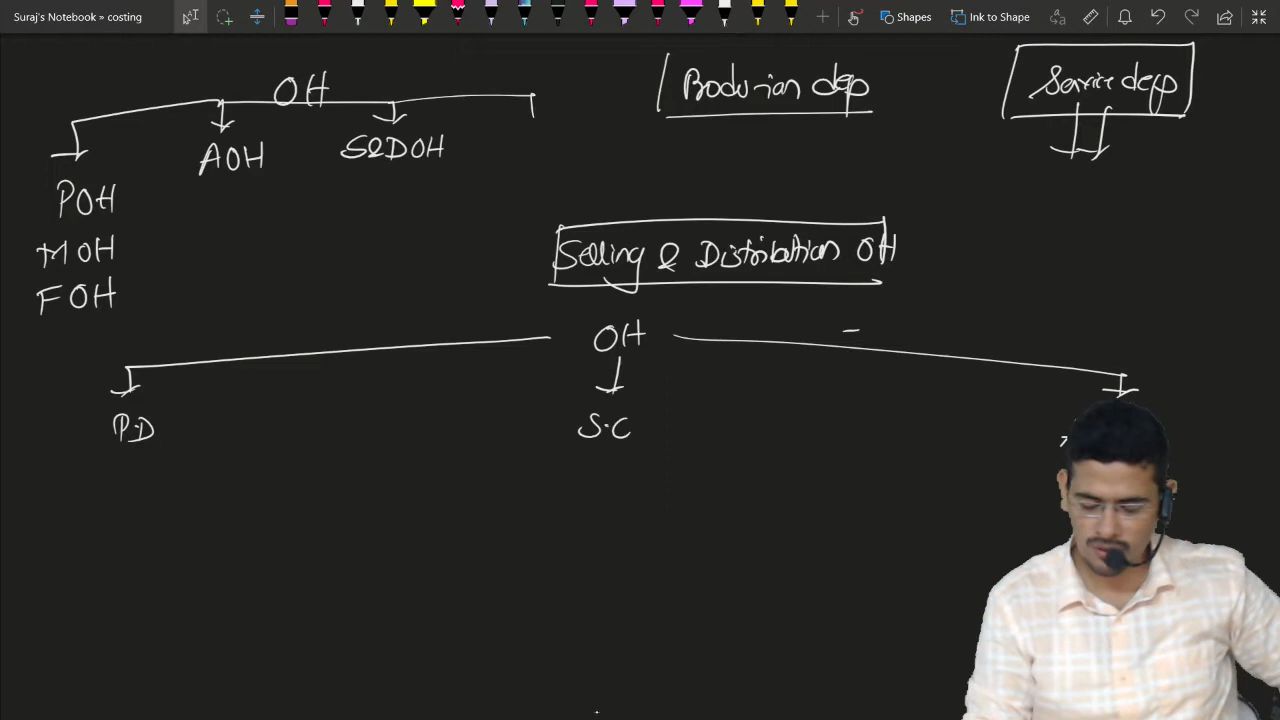 Suraj's Notebook » costing
Shapes
Ink to Shape
OH
Service dep
dep
AOH
S&DOH
POH
MOH
FOH
Selling & Distribution OH
OH
P.D
S.C